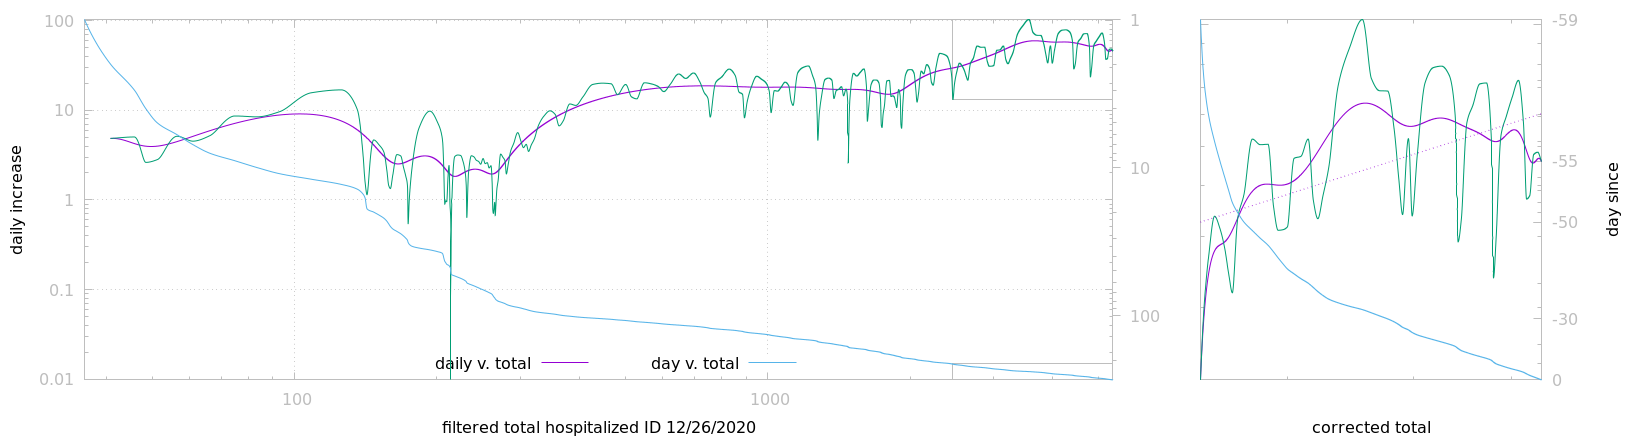 100
10
1
0.1
0.01
daily increase
100
1000
filtered total hospitalized ID 12/26/2020
daily v. total
day v. total
1
10
100
-59
-55
-50
-30
0
day since
corrected total